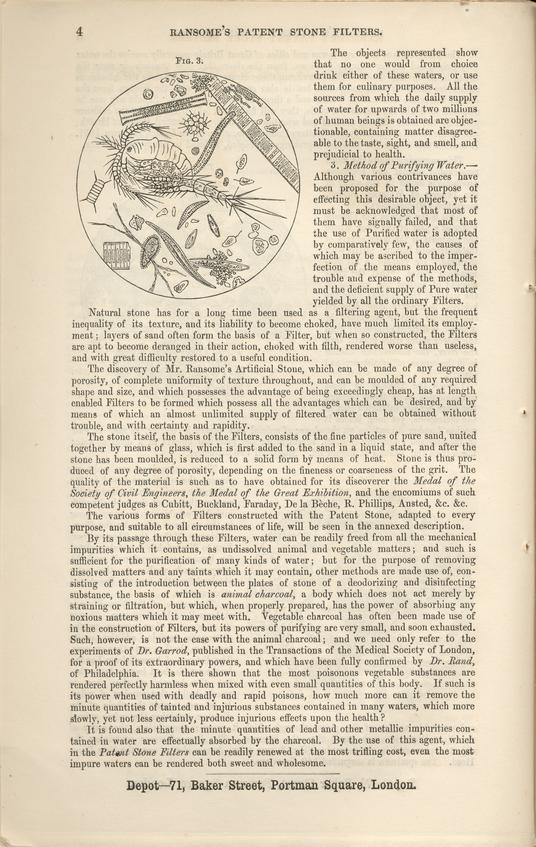 4
RANSOME'S PATENT STONE FILTERS.
FIG. 3.
The objects represented show
that no one would from choice
drink either of these waters, or use
them for culinary purposes. All the
sources from which the daily supply
of water for upwards of two millions
of human beings is obtained are objec-
tionable, containing matter disagree-
able to the taste, sight, and smell, and
prejudicial to health.
3. Method of Purifying Water.—
Although various contrivances have
been proposed for the purpose of
effecting this desirable object, yet it
must be acknowledged that most of
them have signally failed, and that
the use of Purified water is adopted
by comparatively few, the causes of
which may be ascribed to the imper-
fection of the means employed, the
trouble and expense of the methods,
and the deficient supply of Pure water
yielded by all the ordinary Filters.
Natural stone has for a long time been used as a filtering agent, but the frequent
inequality of its texture, and its liability to become choked, have much limited its employ-
ment; layers of sand often form the basis of a Filter, but when so constructed, the Filters
are apt to become deranged in their action, choked with filth, rendered worse than useless,
and with great difficulty restored to a useful condition.
The discovery of Mr. Ransome's Artificial Stone, which can be made of any degree of
porosity, of complete uniformity of texture throughout, and can be moulded of any required
shape and size, and which possesses the advantage of being exceedingly cheap, has at length
enabled Filters to be formed which possess all the advantages which can be desired, and by
means of which an almost unlimited supply of filtered water can be obtained without
trouble, and with certainty and rapidity.
The stone itself, the basis of the Filters, consists of the fine particles of pure sand, united
together by means of glass, which is first added to the sand in a liquid state, and after the
stone has been moulded, is reduced to a solid form by means of heat. Stone is thus pro-
duced of any degree of porosity, depending on the fineness or coarseness of the grit. The
quality of the material is such as to have obtained for its discoverer the Medal of the
Society of Civil Engineers, the Medal of the Great Exhibition, and the encomiums of such
competent judges as Cubitt, Buckland, Faraday, De la Bèche, R. Phillips, Ansted, &c. &c.
The various forms of Filters constructed with the Patent Stone, adapted to every
purpose, and suitable to all circumstances of life, will be seen in the annexed description.
By its passage through these Filters, water can be readily freed from all the mechanical
impurities which it contains, as undissolved animal and vegetable matters; and such is
sufficient for the purification of many kinds of water; but for the purpose of removing
dissolved matters and any taints which it may contain, other methods are made use of, con-
sisting of the introduction between the plates of stone of a deodorizing and disinfecting
substance, the basis of which is animal charcoal, a body which does not act merely by
straining or filtration, but which, when properly prepared, has the power of absorbing any
noxious matters which it may meet with. Vegetable charcoal has often been made use of
in the construction of Filters, but its powers of purifying are very small, and soon exhausted.
Such, however, is not the case with the animal charcoal; and we need only refer to the
experiments of Dr. Garrod, published in the Transactions of the Medical Society of London,
for a proof of its extraordinary powers, and which have been fully confirmed by Dr. Rand,
of Philadelphia. It is there shown that the most poisonous vegetable substances are
rendered perfectly harmless when mixed with even small quantities of this body. If such is
its power when used with deadly and rapid poisons, how much more can it remove the
minute quantities of tainted and injurious substances contained in many waters, which more
slowly, yet not less certainly, produce injurious effects upon the health?
It is found also that the minute quantities of lead and other metallic impurities con-
tained in water are effectually absorbed by the charcoal. By the use of this agent, which
in the Patent Stone Filters can be readily renewed at the most trifling cost, even the most
impure waters can be rendered both sweet and wholesome.
Depot—71, Baker Street, Portman Square, London.